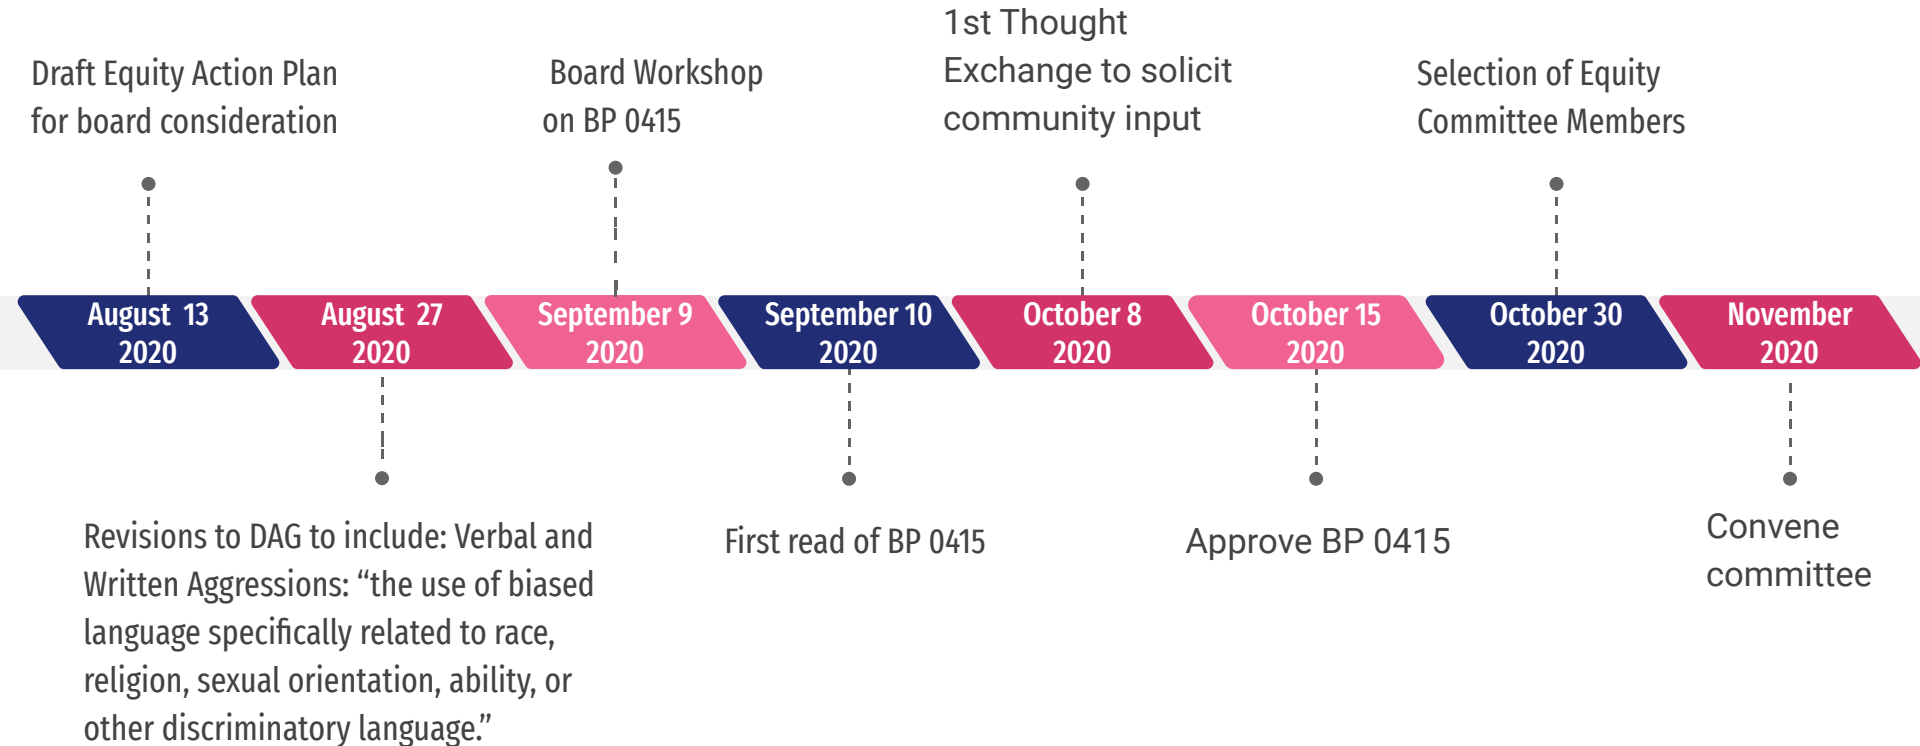 Draft Equity Action Plan
for board consideration
Board Workshop
on BP 0415
1st Thought
Exchange to solicit
community input
Selection of Equity
Committee Members
August 13
2020
August 27
2020
September 9
2020
September 10
2020
October 8
2020
October 15
2020
October 30
2020
November
2020
Revisions to DAG to include: Verbal and
Written Aggressions: “the use of biased
language specifically related to race,
religion, sexual orientation, ability, or
other discriminatory language.”
First read of BP 0415
Approve BP 0415
Convene
committee